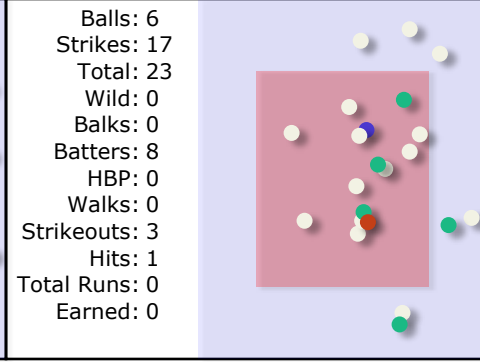 Balls: 6
Strikes: 17
Total: 23
Wild: 0
Balks: 0
Batters: 8
HBP: 0
Walks: 0
Strikeouts: 3
Hits: 1
Total Runs: 0
Earned: 0